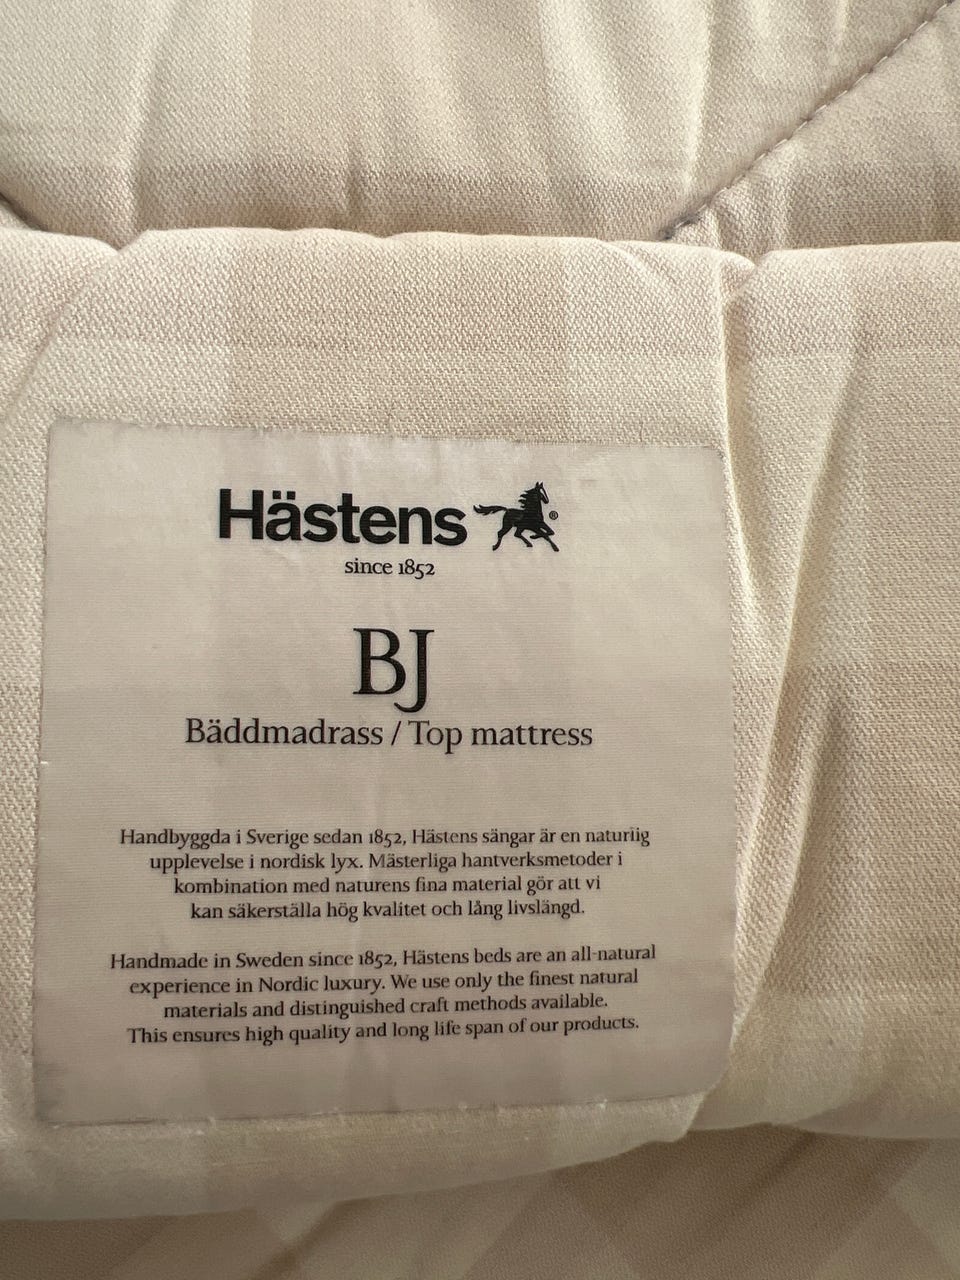 Hästens ®
since 1852
BJ
Bäddmadrass / Top mattress
Handbyggda i Sverige sedan 1852, Hästens sängar är en naturlig
upplevelse i nordisk lyx. Mästerliga hantverksmetoder i
kombination med naturens fina material gör att vi
kan säkerställa hög kvalitet och lång livslängd.
Handmade in Sweden since 1852, Hästens beds are an all-natural
experience in Nordic luxury. We use only the finest natural
materials and distinguished craft methods available.
This ensures high quality and long life span of our products.